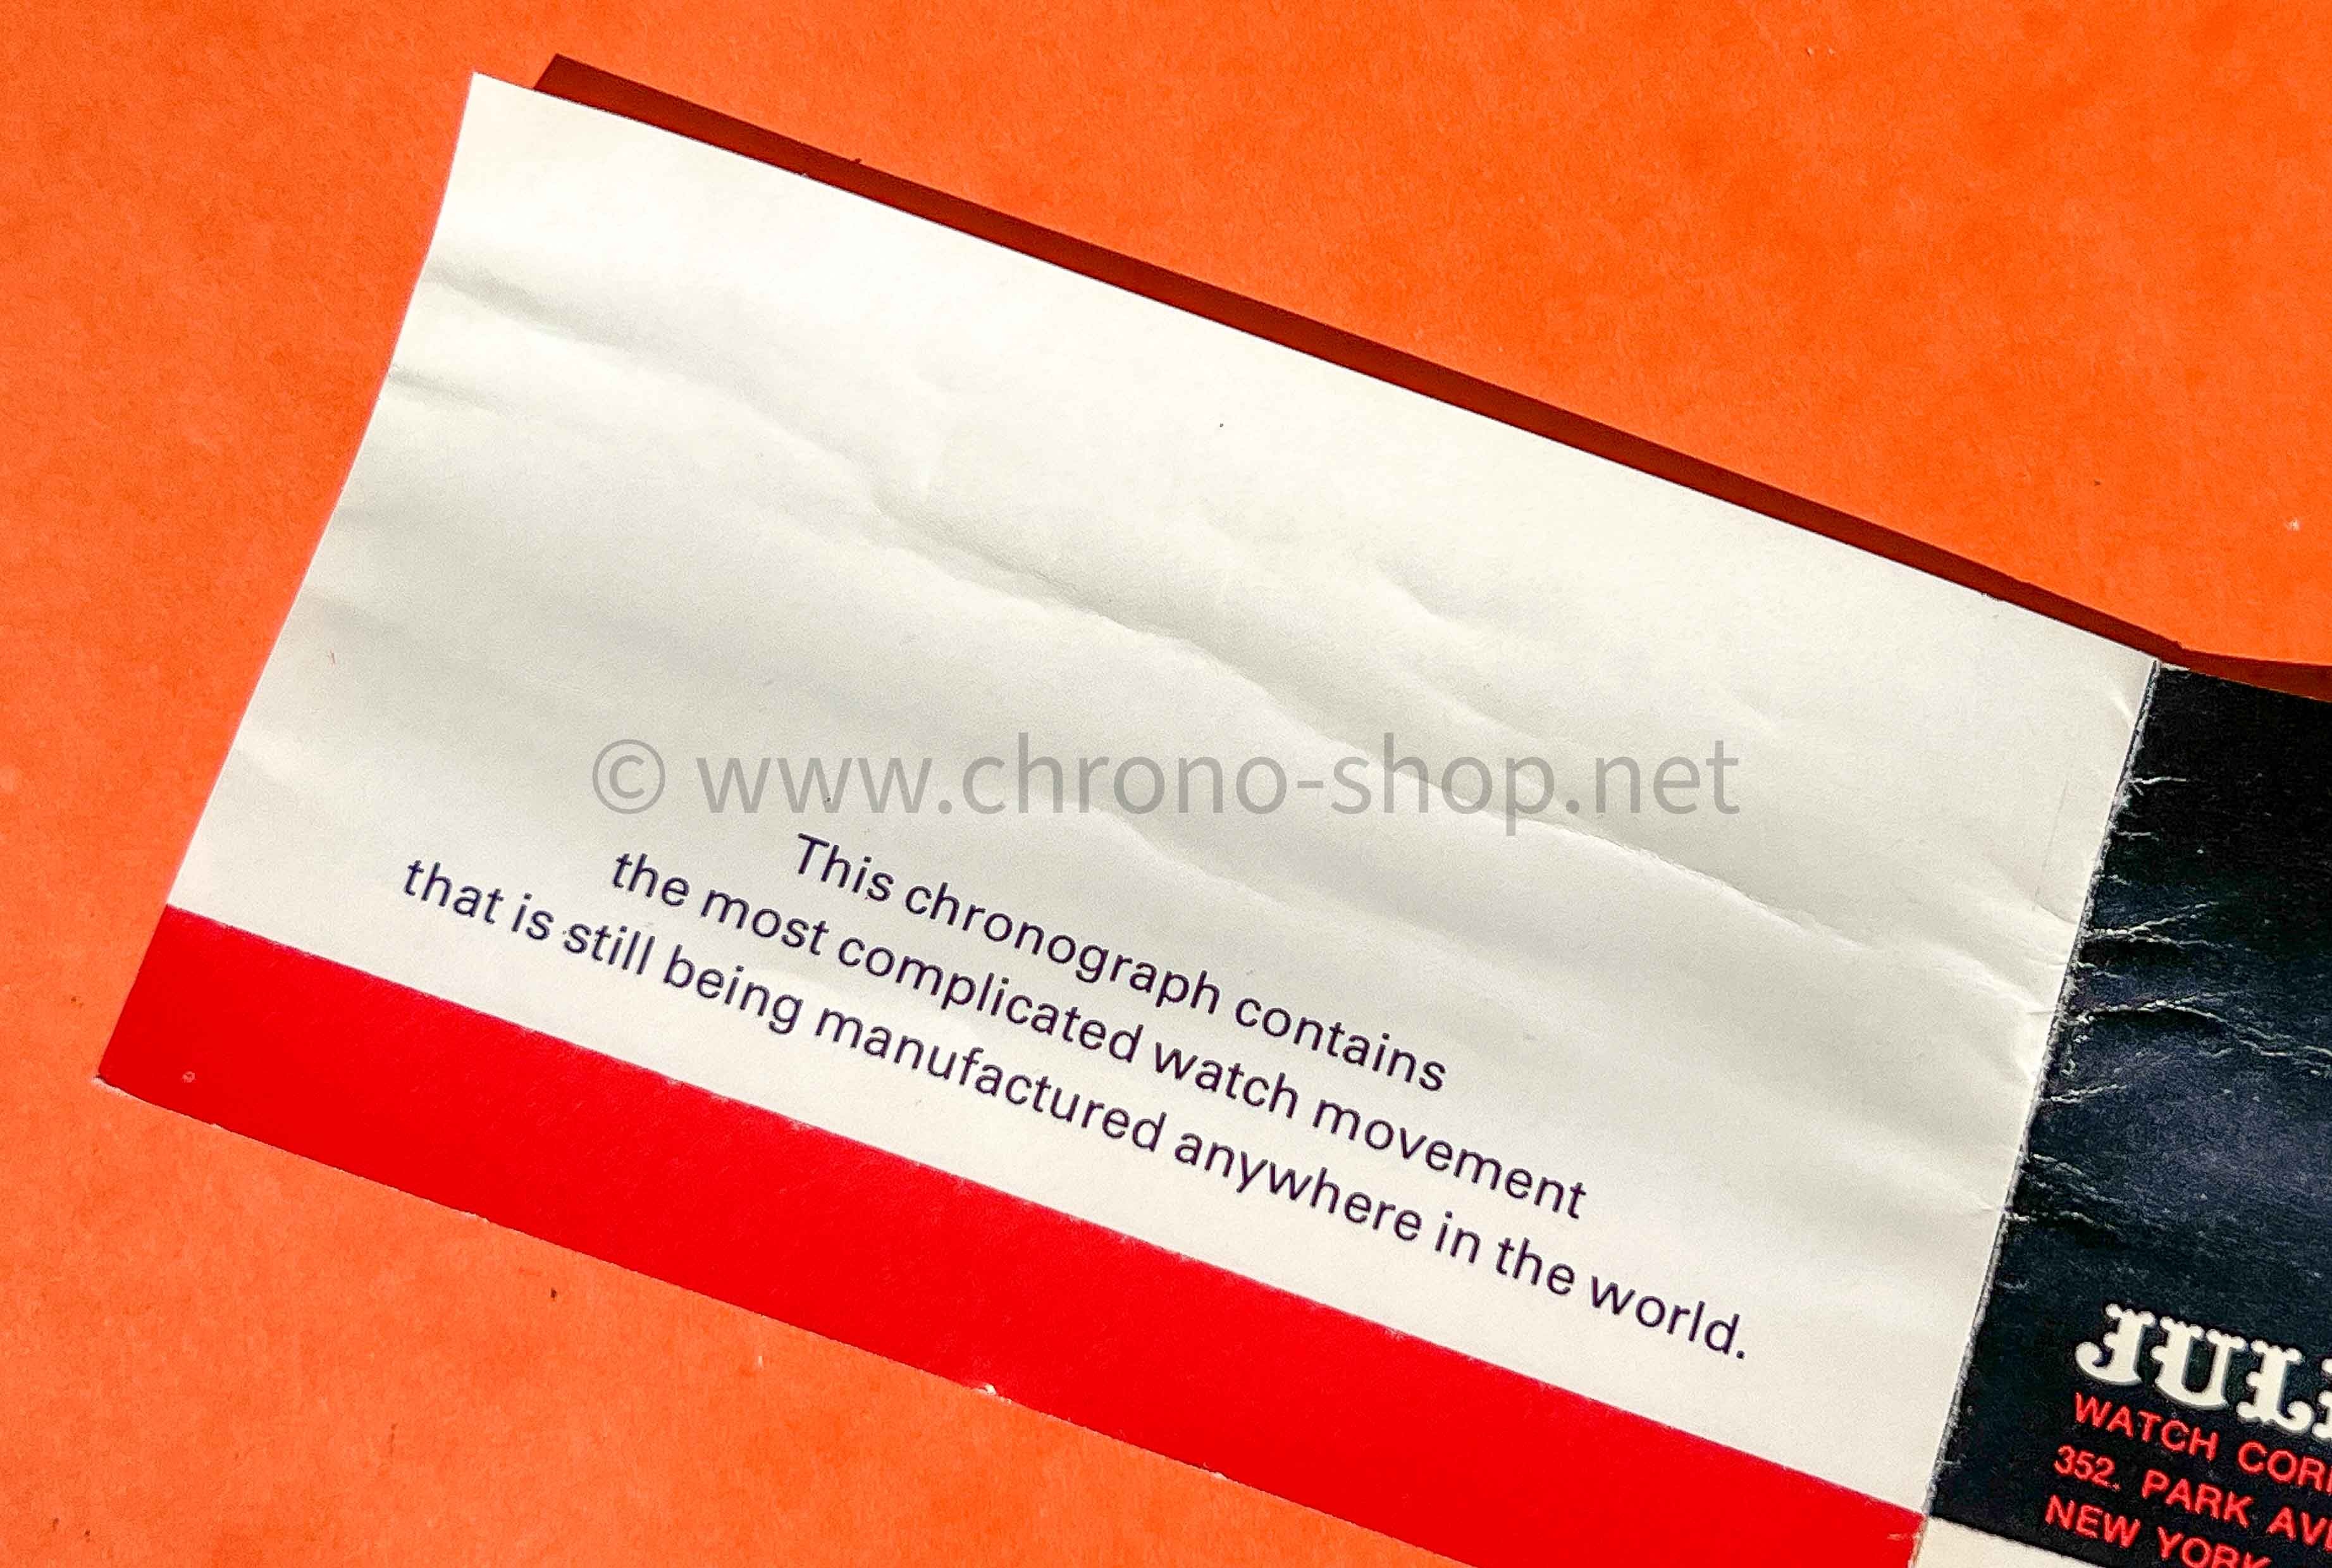 © www.chrono-shop.net
This chronograph contains
the most complicated watch movement
that is still being manufactured anywhere in the world.
WATCH
352. PARK
NEW YORK